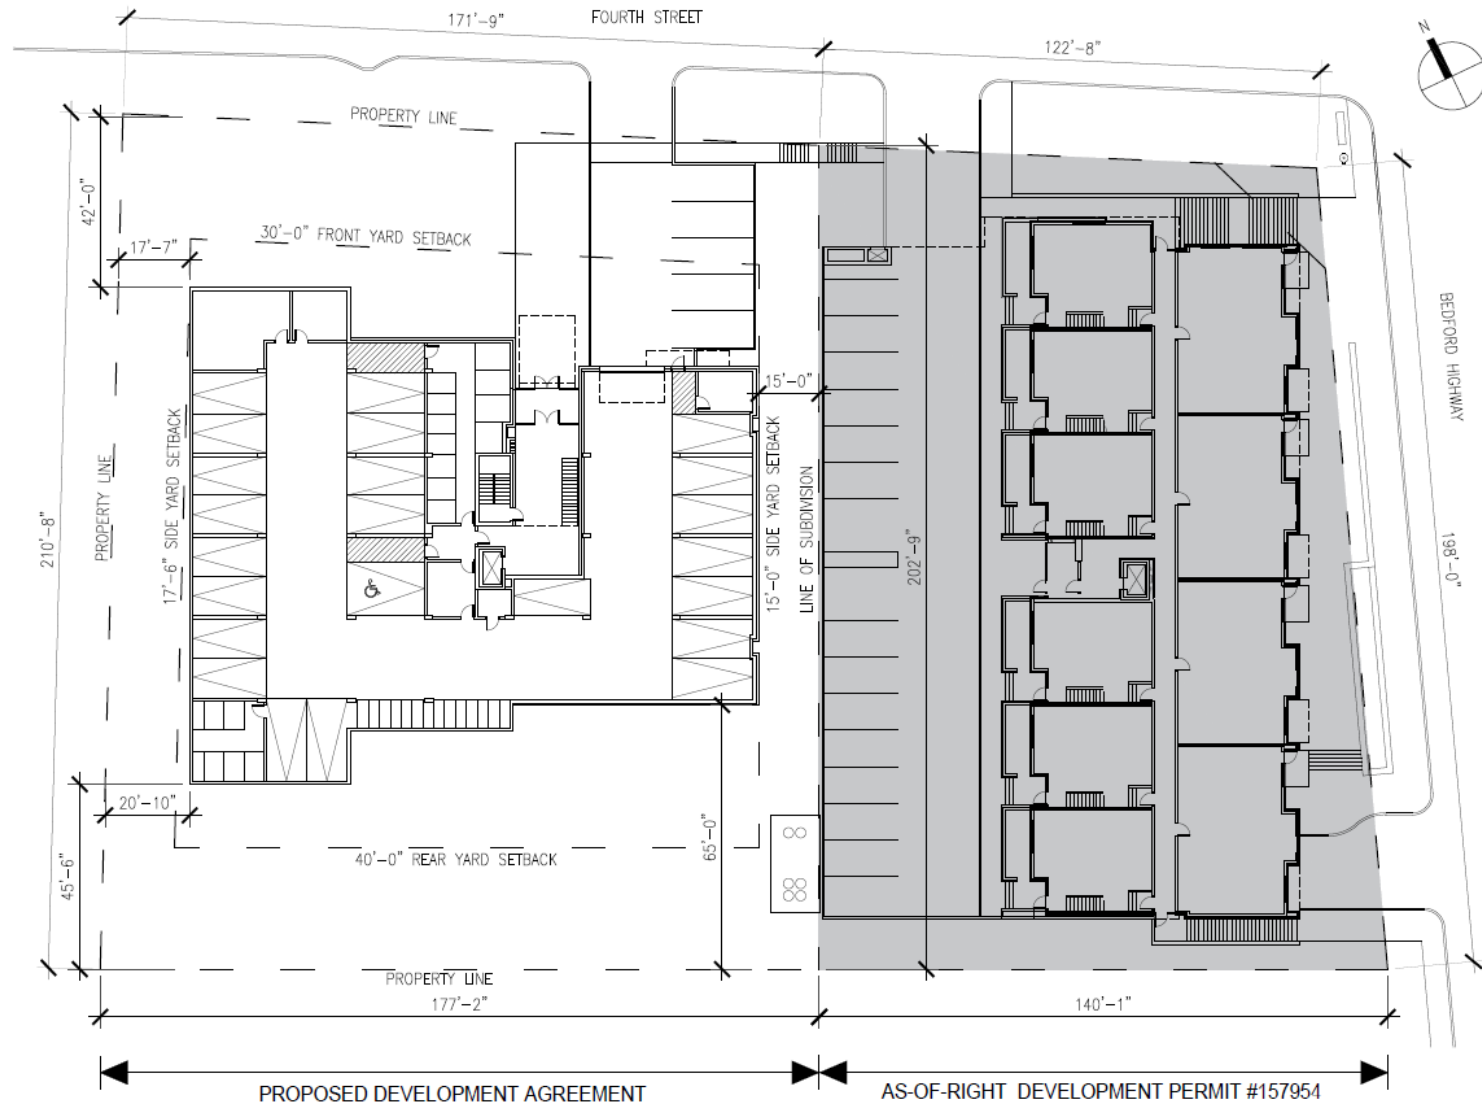 171'-9"
FOURTH STREET
122'-8"
N
PROPERTY LINE
42'-0"
17'-7"
30'-0" FRONT YARD SETBACK
BEDFORD HIGHWAY
15'-0"
PROPERTY LINE
17'-6" SIDE YARD SETBACK
15'-0" SIDE YARD SETBACK
LINE OF SUBDIVISION
210'-8"
202'-9"
198'-0"
20'-10"
45'-6"
65'-0"
40'-0" REAR YARD SETBACK
PROPERTY LINE
177'-2"
140'-1"
PROPOSED DEVELOPMENT AGREEMENT
AS-OF-RIGHT DEVELOPMENT PERMIT #157954